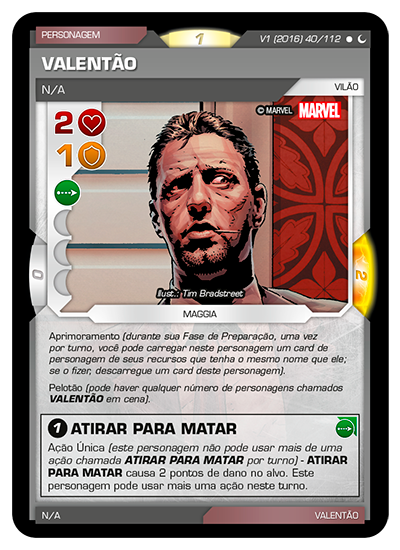 PERSONAGEM
1
V1 (2016) 40/112
VALENTÃO
N/A
VILÃO
© MARVEL MARVEL
2
1
0
2
Illust.: Tim Bradstreet
MAGGIA
Aprimoramento (durante sua Fase de Preparação, uma vez
por turno, você pode carregar neste personagem um card de
personagem de seus recursos que tenha o mesmo nome que ele;
se o fizer, descarregue um card deste personagem).
Pelotão (pode haver qualquer número de personagens chamados
VALENTÃO em cena).
1 ATIRAR PARA MATAR
Ação Única (este personagem não pode usar mais de uma
ação chamada ATIRAR PARA MATAR por turno) - ATIRAR
PARA MATAR causa 2 pontos de dano no alvo. Este
personagem pode usar mais uma ação neste turno.
N/A
VALENTÃO